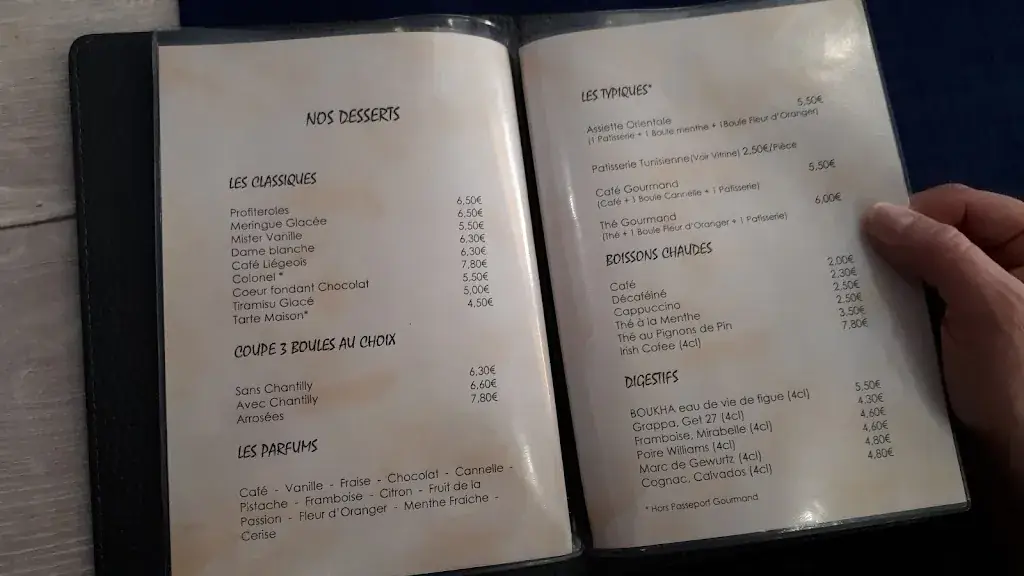 NOS DESSERTS
LES CLASSIQUES
Profiteroles 6,50€
Meringue Glacée 6,50€
Mister Vanille 5,50€
Dame blanche 6,30€
Café Liégeois 6,30€
Colonel * 7,80€
Coeur fondant Chocolat 5,50€
Tiramisu Glacé 5,00€
Tarte Maison* 4,50€
COUPE 3 BOULES AU CHOIX
Sans Chantilly 6,30€
Avec Chantilly 6,60€
Arrosées 7,80€
LES PARFUMS
Café - Vanille - Fraise - Chocolat - Cannelle -
Pistache - Framboise - Citron - Fruit de la
Passion - Fleur d'Oranger - Menthe Fraiche -
Cerise
LES TYPIQUES*
Assiette Orientale 5,50€
(1 Patisserie + 1 Boule menthe + 1Boule Fleur d'Oranger)
Patisserie Tunisienne(Voir Vitrine) 2,50€/Pièce
Café Gourmand 5,50€
(Café + 1 Boule Cannelle + 1 Patisserie)
Thé Gourmand 6,00€
(Thé + 1 Boule Fleur d'Oranger + 1 Patisserie)
BOISSONS CHAUDES
Café 2,00€
Décaféiné 2,30€
Cappuccino 2,50€
Thé à la Menthe 2,50€
Thé au Pignons de Pin 3,50€
Irish Cofee (4cl) 7,80€
DIGESTIFS
BOUKHA eau de vie de figue (4cl) 5,50€
Grappa, Get 27 (4cl) 4,30€
Framboise, Mirabelle (4cl) 4,60€
Poire Williams (4cl) 4,60€
Marc de Gewurtz (4cl) 4,80€
Cognac, Calvados (4cl) 4,80€
* Hors Passeport Gourmand